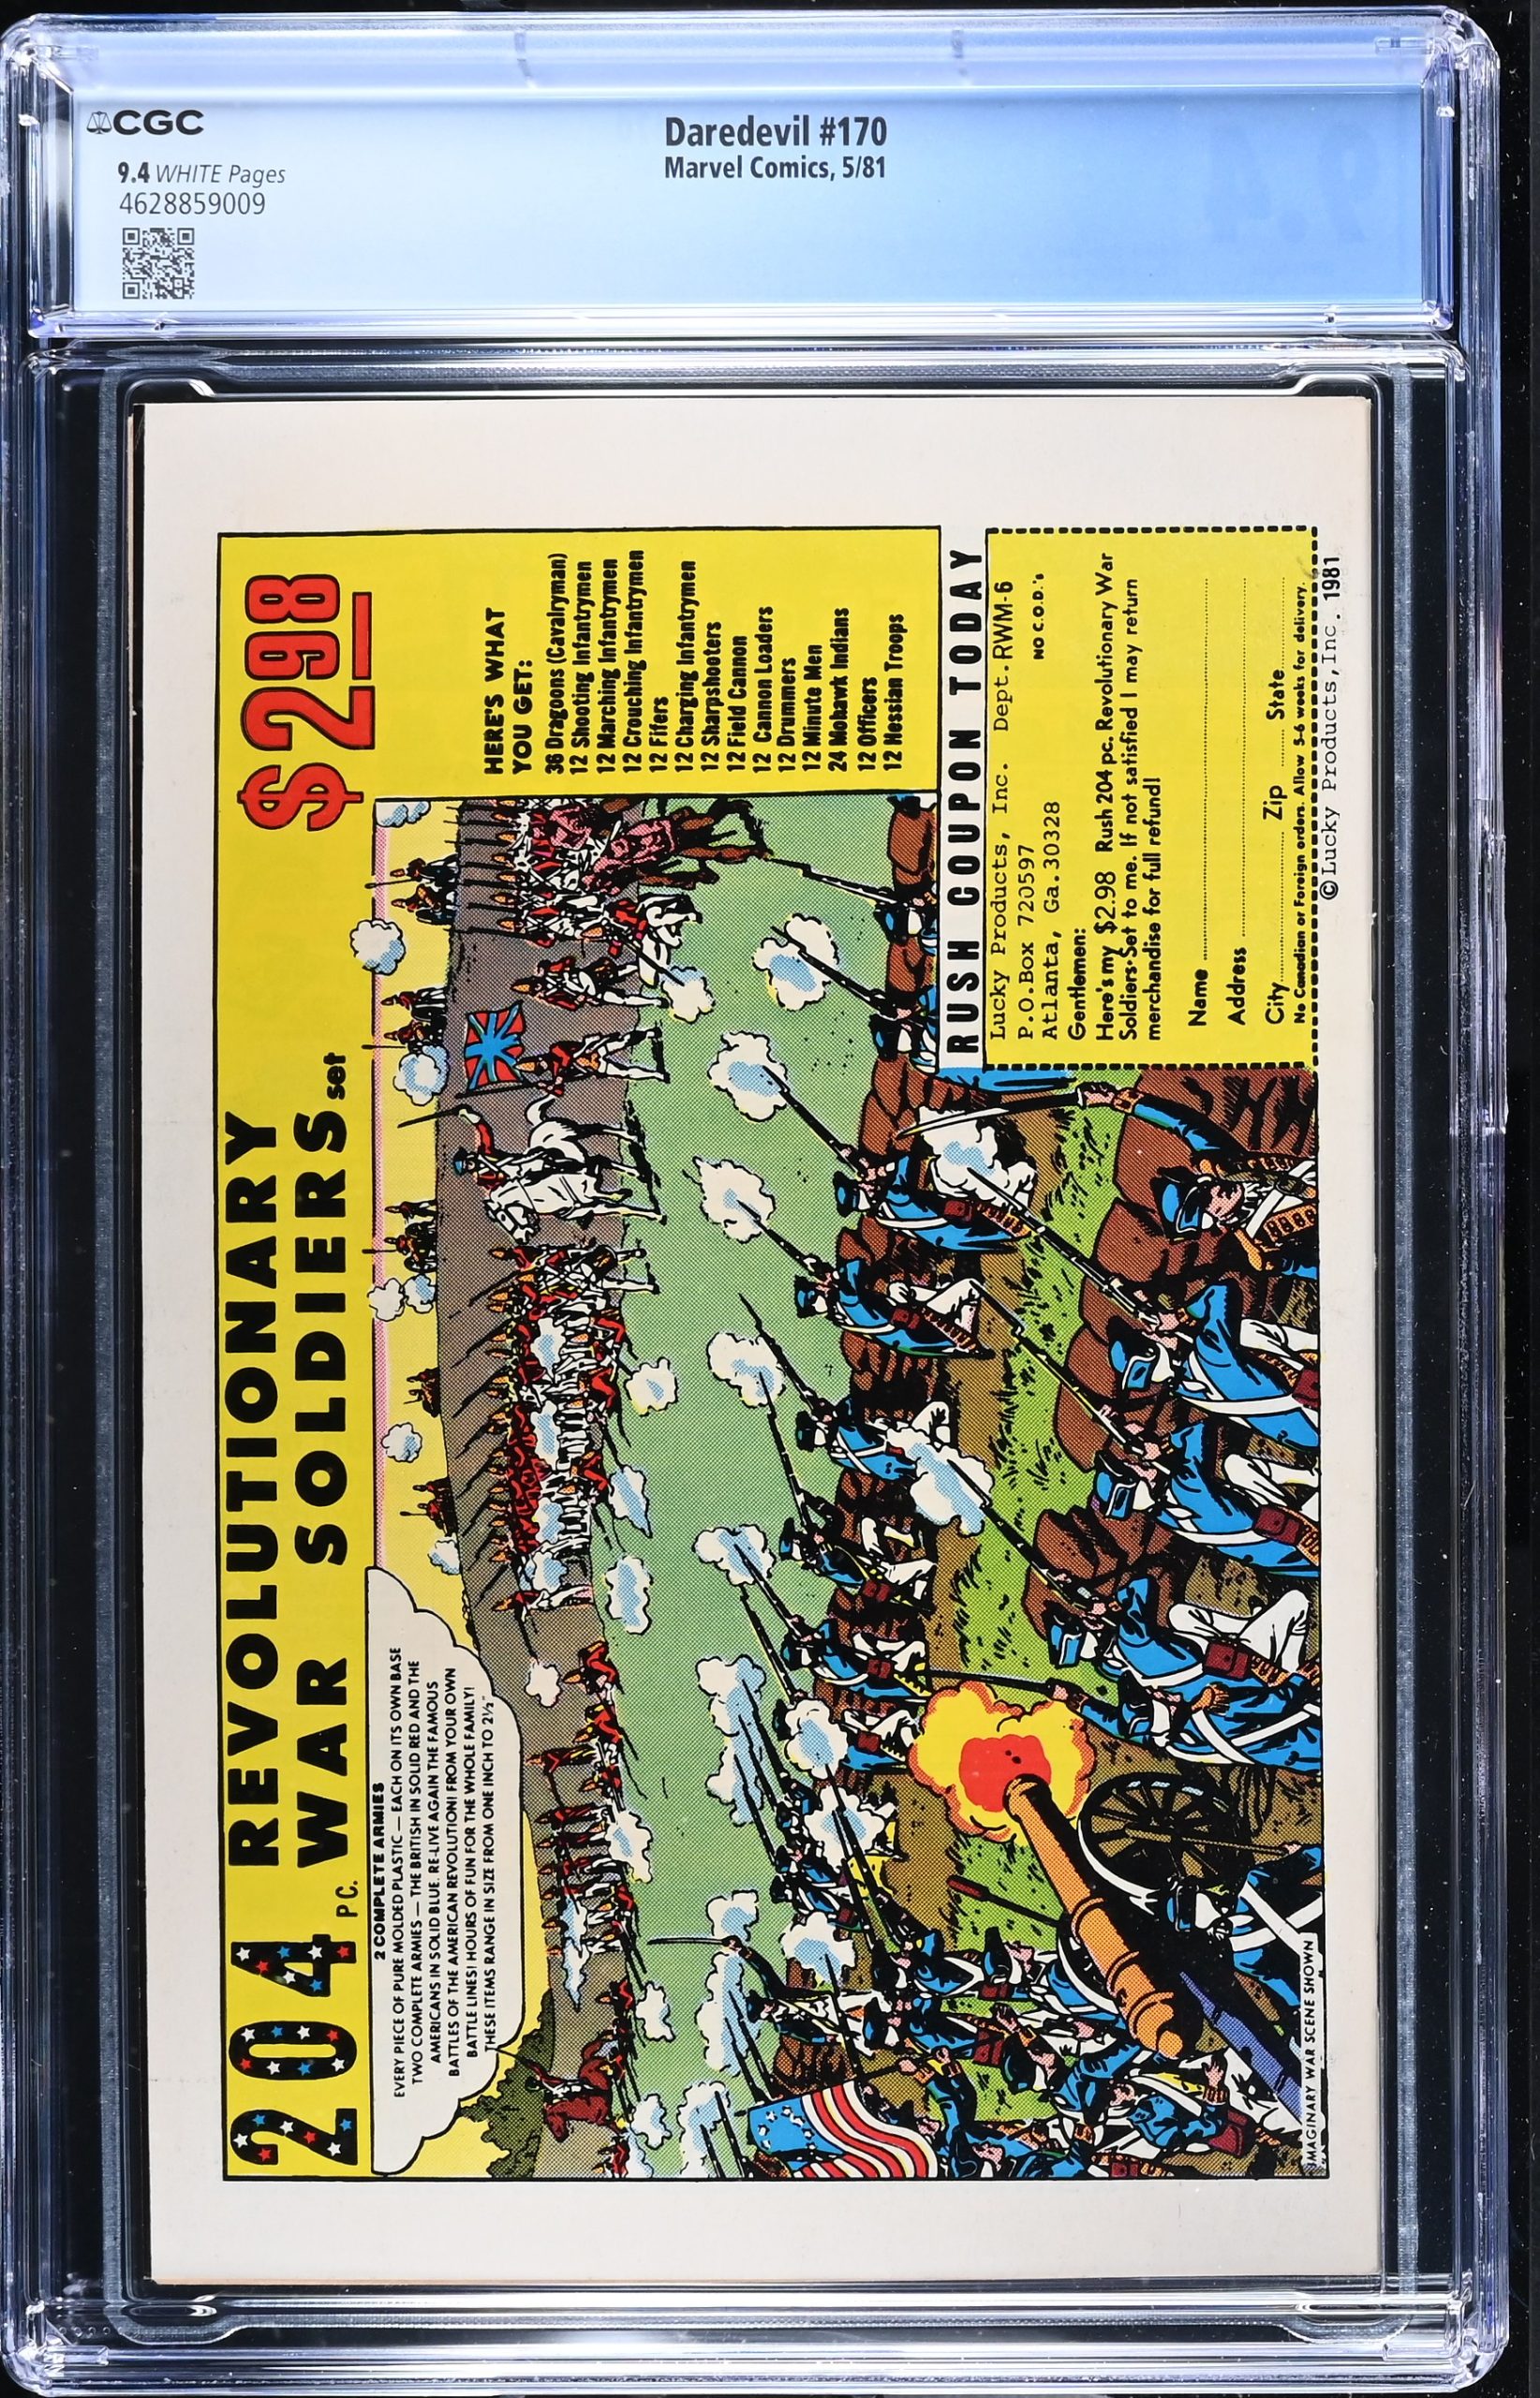 CGC
9.4 WHITE Pages
4628859009
Daredevil #170
Marvel Comics, 5/81
204 PC. REVOLUTIONARY
WAR SOLDIERS set
$2.98
2 COMPLETE ARMIES
EVERY PIECE OF PURE MOLDED PLASTIC — EACH ON ITS OWN BASE
TWO COMPLETE ARMIES — THE BRITISH IN SOLID RED AND THE
AMERICANS IN SOLID BLUE. RE-LIVE AGAIN THE FAMOUS
BATTLES OF THE AMERICAN REVOLUTION! FROM YOUR OWN
BATTLE LINES! HOURS OF FUN FOR THE WHOLE FAMILY!
THESE ITEMS RANGE IN SIZE FROM ONE INCH TO 2½"
HERE'S WHAT
YOU GET:
36 Dragoons (Cavalryman)
12 Shooting Infantrymen
12 Marching Infantrymen
12 Crouching Infantrymen
12 Fifers
12 Charging Infantrymen
12 Sharpshooters
12 Field Cannon
12 Cannon Loaders
12 Drummers
12 Minute Men
24 Mohawk Indians
12 Officers
12 Hessian Troops
RUSH COUPON TODAY
Lucky Products, Inc. Dept. RWM-6
P.O.Box 720597
Atlanta, Ga.30328
NO C.O.D.'s
Gentlemen:
Here's my $2.98 Rush 204 pc. Revolutionary War
Soldiers Set to me. If not satisfied I may return
merchandise for full refund!
Name
Address
City Zip State
No Canadian or Foreign orders. Allow 5-6 weeks for delivery.
© Lucky Products, Inc. 1981
IMAGINARY WAR SCENE SHOWN